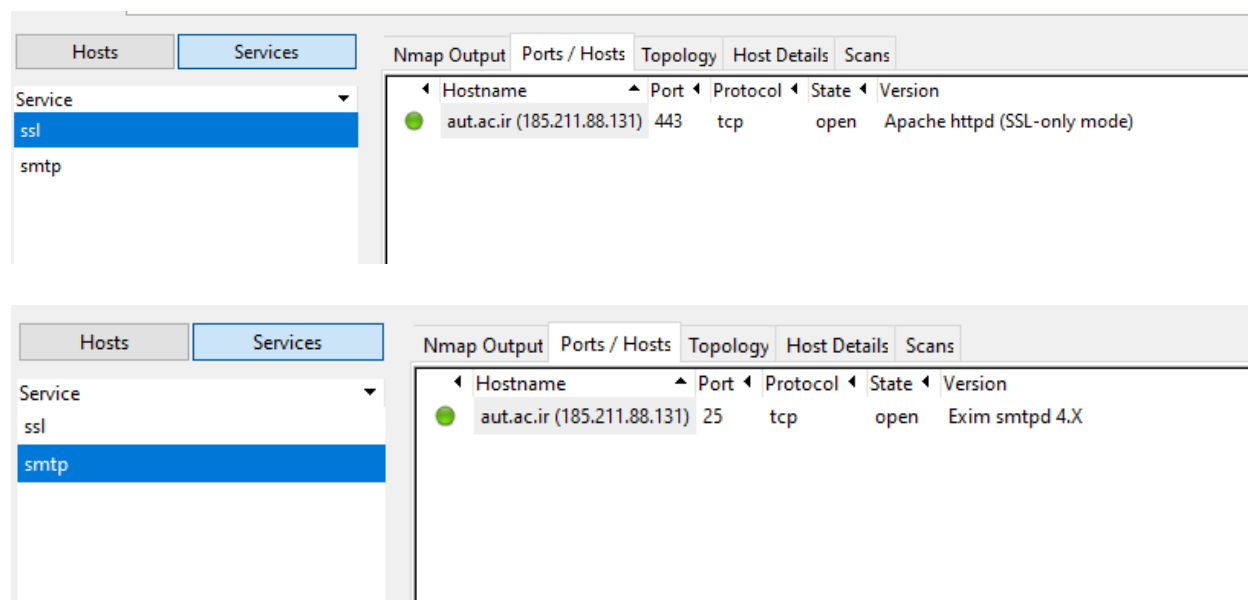 Hosts Services
Nmap Output Ports / Hosts Topology Host Details Scans
Service
Hostname Port Protocol State Version
ssl
aut.ac.ir (185.211.88.131) 443 tcp open Apache httpd (SSL-only mode)
smtp
Hosts Services
Nmap Output Ports / Hosts Topology Host Details Scans
Service
Hostname Port Protocol State Version
ssl
aut.ac.ir (185.211.88.131) 25 tcp open Exim smtpd 4.X
smtp